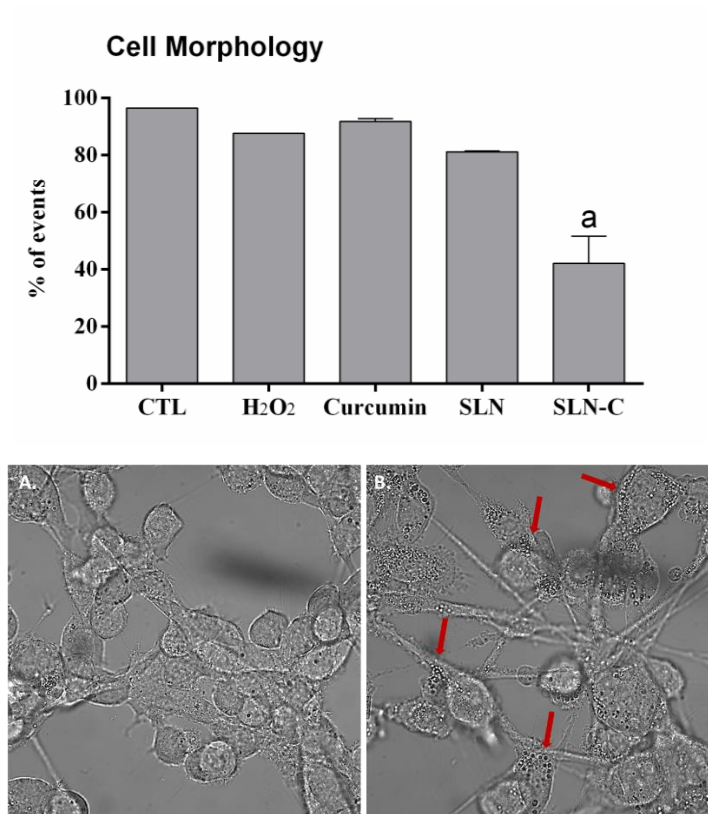 Cell Morphology
% of events
100
80
60
40
20
0
a
CTL H₂O₂ Curcumin SLN SLN-C
A. B.